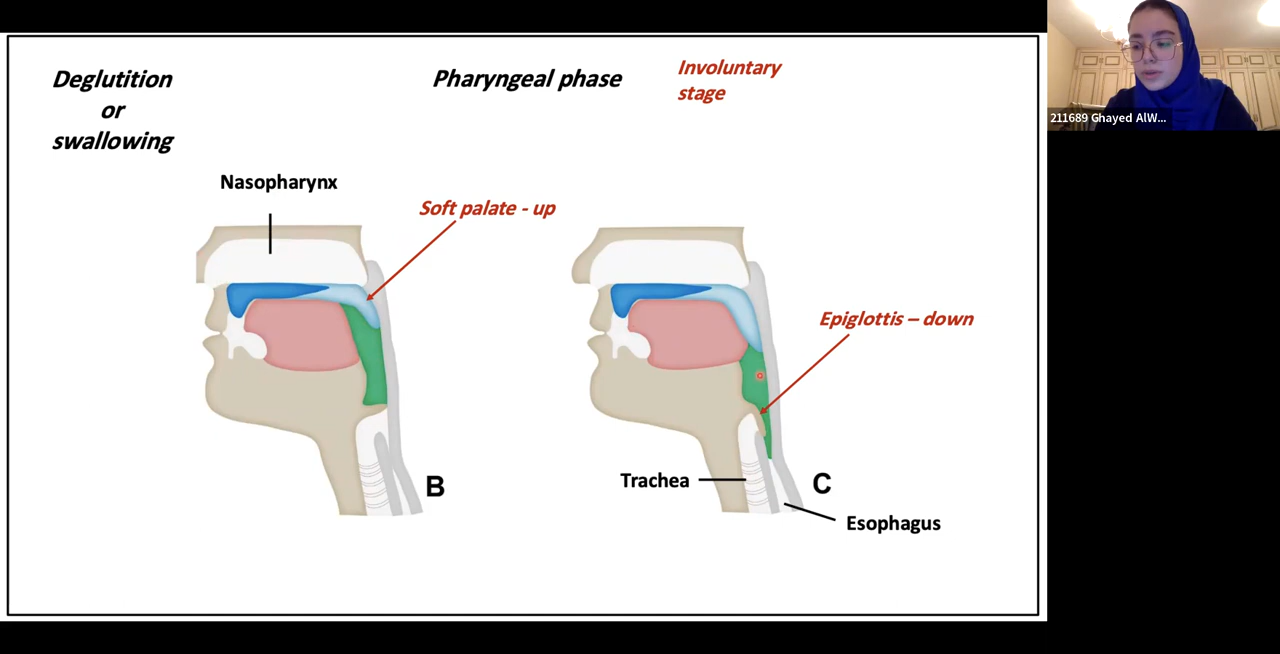 Deglutition
or
swallowing
Pharyngeal phase
Involuntary
stage
Nasopharynx
Soft palate - up
Epiglottis – down
Trachea
B
C
Esophagus
211689 Ghayed AlW...